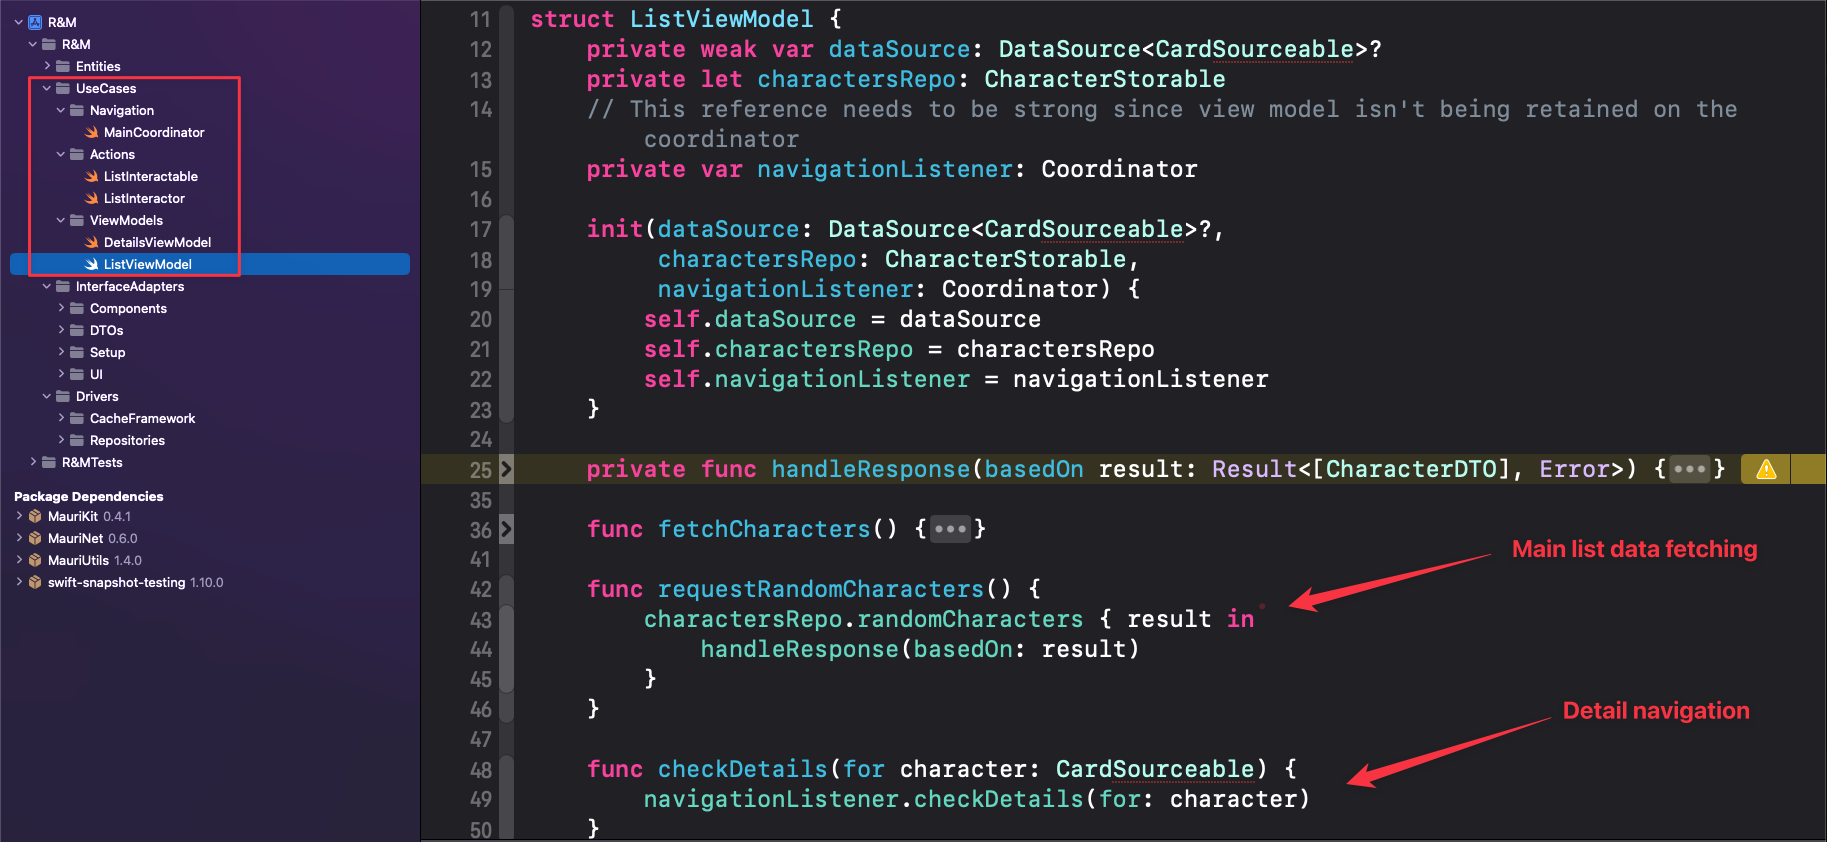 R&M
R&M
Entities
UseCases
Navigation
MainCoordinator
Actions
ListInteractable
ListInteractor
ViewModels
DetailsViewModel
ListViewModel
InterfaceAdapters
Components
DTOs
Setup
UI
Drivers
CacheFramework
Repositories
R&MTests
Package Dependencies
MauriKit 0.4.1
MauriNet 0.6.0
MauriUtils 1.4.0
swift-snapshot-testing 1.10.0
11 struct ListViewModel {
12 private weak var dataSource: DataSource<CardSourceable>?
13 private let charactersRepo: CharacterStorable
14 // This reference needs to be strong since view model isn't being retained on the
coordinator
15 private var navigationListener: Coordinator
16
17 init(dataSource: DataSource<CardSourceable>?,
18 charactersRepo: CharacterStorable,
19 navigationListener: Coordinator) {
20 self.dataSource = dataSource
21 self.charactersRepo = charactersRepo
22 self.navigationListener = navigationListener
23 }
24
25 private func handleResponse(basedOn result: Result<[CharacterDTO], Error>) {•••}
35
36 func fetchCharacters() {•••}
41
Main list data fetching
42 func requestRandomCharacters() {
43 charactersRepo.randomCharacters { result in
44 handleResponse(basedOn: result)
45 }
46 }
Detail navigation
47
48 func checkDetails(for character: CardSourceable) {
49 navigationListener.checkDetails(for: character)
50 }